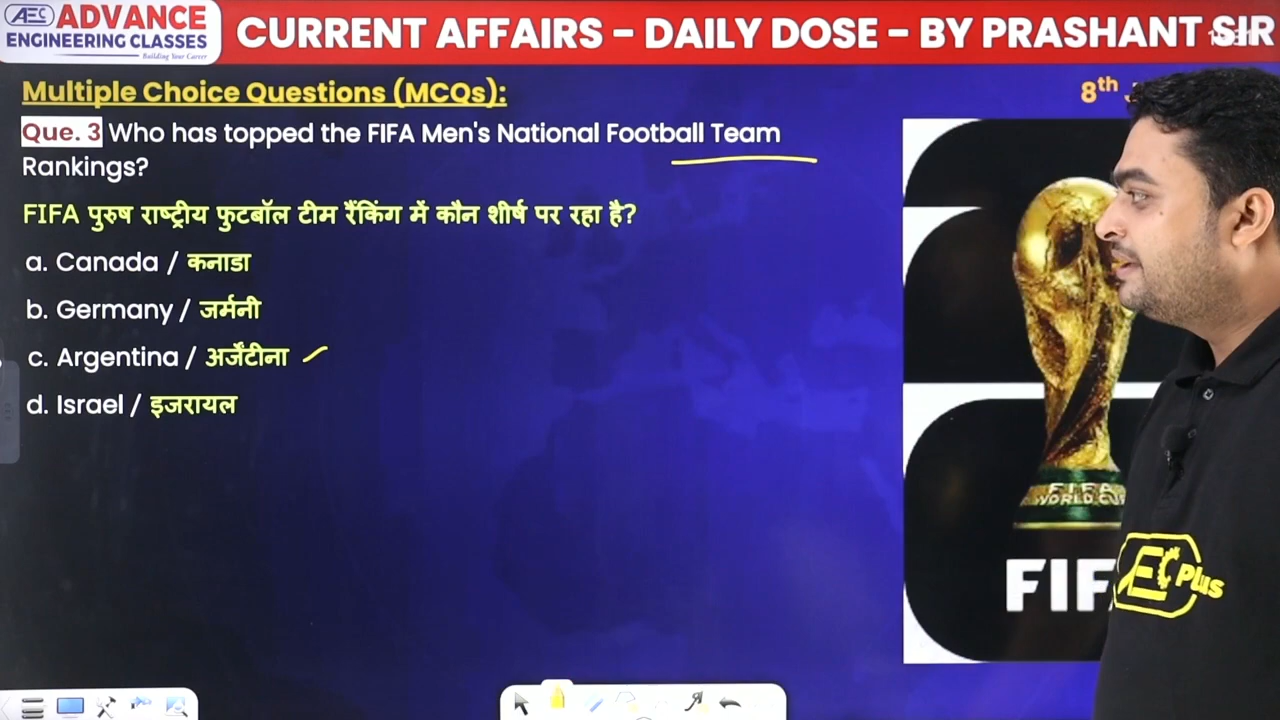 AEC ADVANCE
ENGINEERING CLASSES
Building Your Career
CURRENT AFFAIRS – DAILY DOSE – BY PRASHANT SIR
Multiple Choice Questions (MCQs):
8th
Que. 3 Who has topped the FIFA Men's National Football Team
Rankings?
FIFA पुरुष राष्ट्रीय फुटबॉल टीम रैंकिंग में कौन शीर्ष पर रहा है?
a. Canada / कनाडा
b. Germany / जर्मनी
c. Argentina / अर्जेंटीना
d. Israel / इजरायल
FIFA
WORLD CUP
FIF
AEC Plus